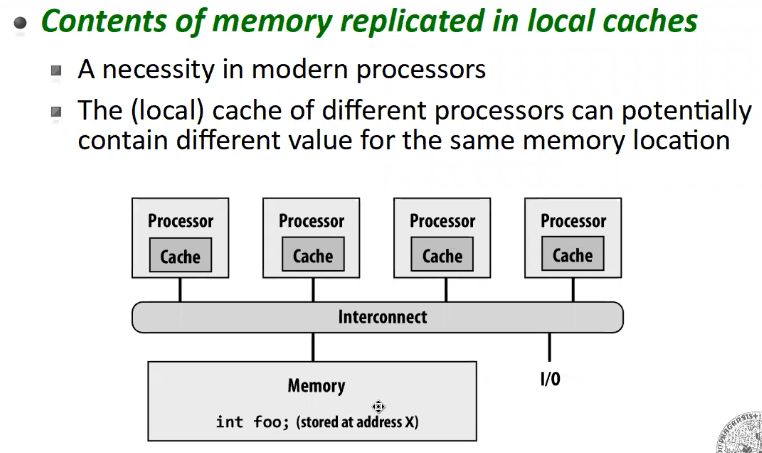 Contents of memory replicated in local caches
A necessity in modern processors
The (local) cache of different processors can potentially
contain different value for the same memory location
Processor
Cache
Processor
Cache
Processor
Cache
Processor
Cache
Interconnect
Memory
I/O
int foo; (stored at address X)